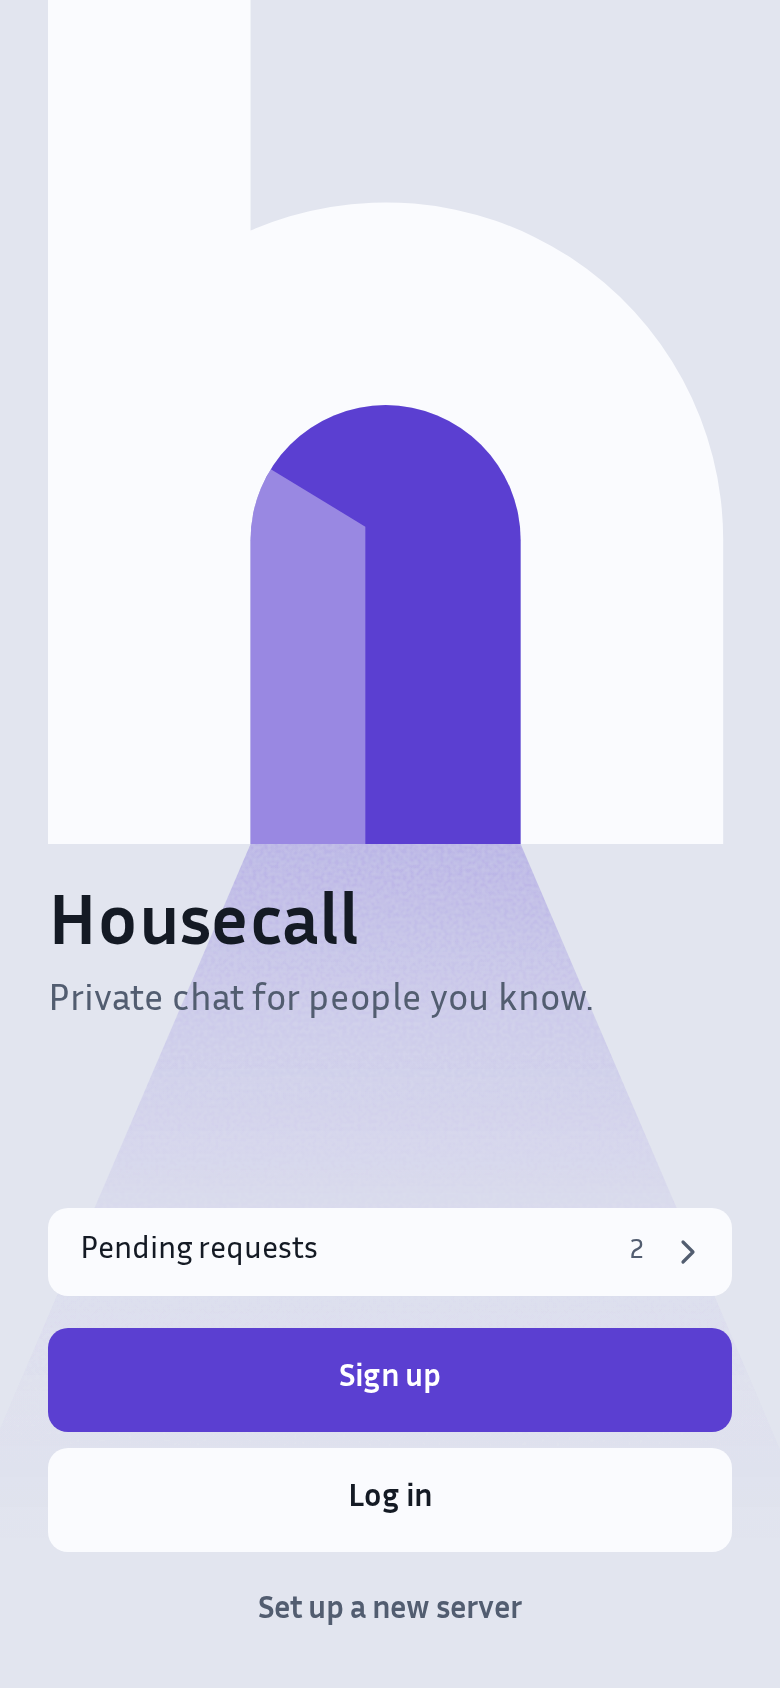 Housecall
Private chat for people you know.
Pending requests 2
Sign up
Log in
Set up a new server